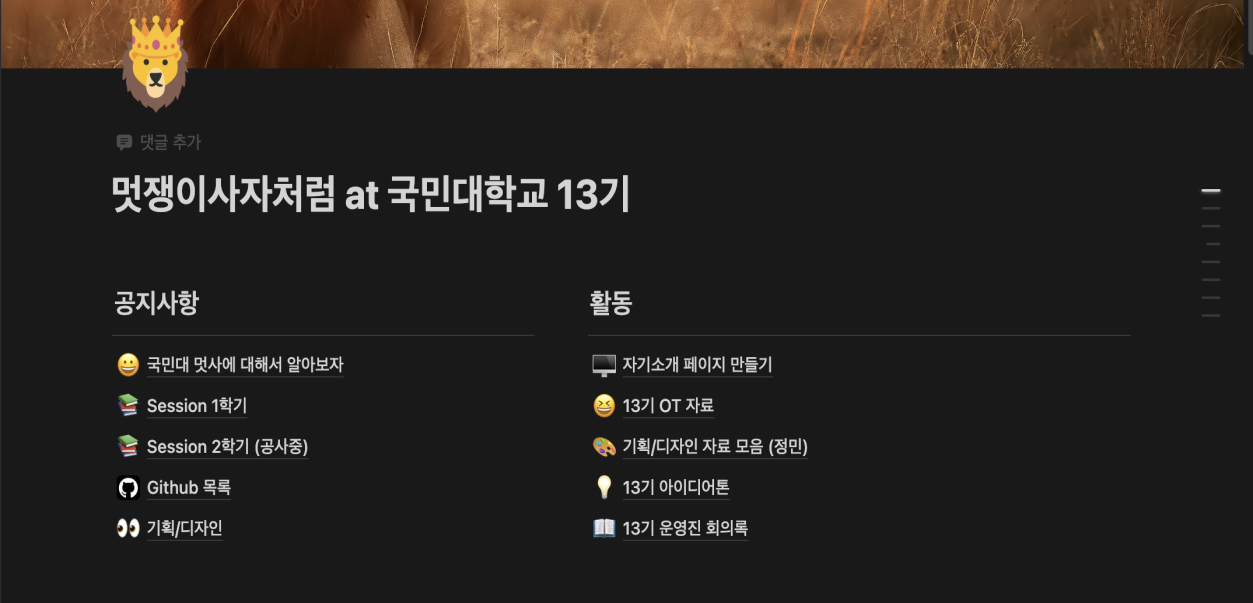 댓글 추가
멋쟁이사자처럼 at 국민대학교 13기
공지사항
국민대 멋사에 대해서 알아보자
Session 1학기
Session 2학기 (공사중)
Github 목록
기획/디자인
활동
자기소개 페이지 만들기
13기 OT 자료
기획/디자인 자료 모음 (정민)
13기 아이디어톤
13기 운영진 회의록